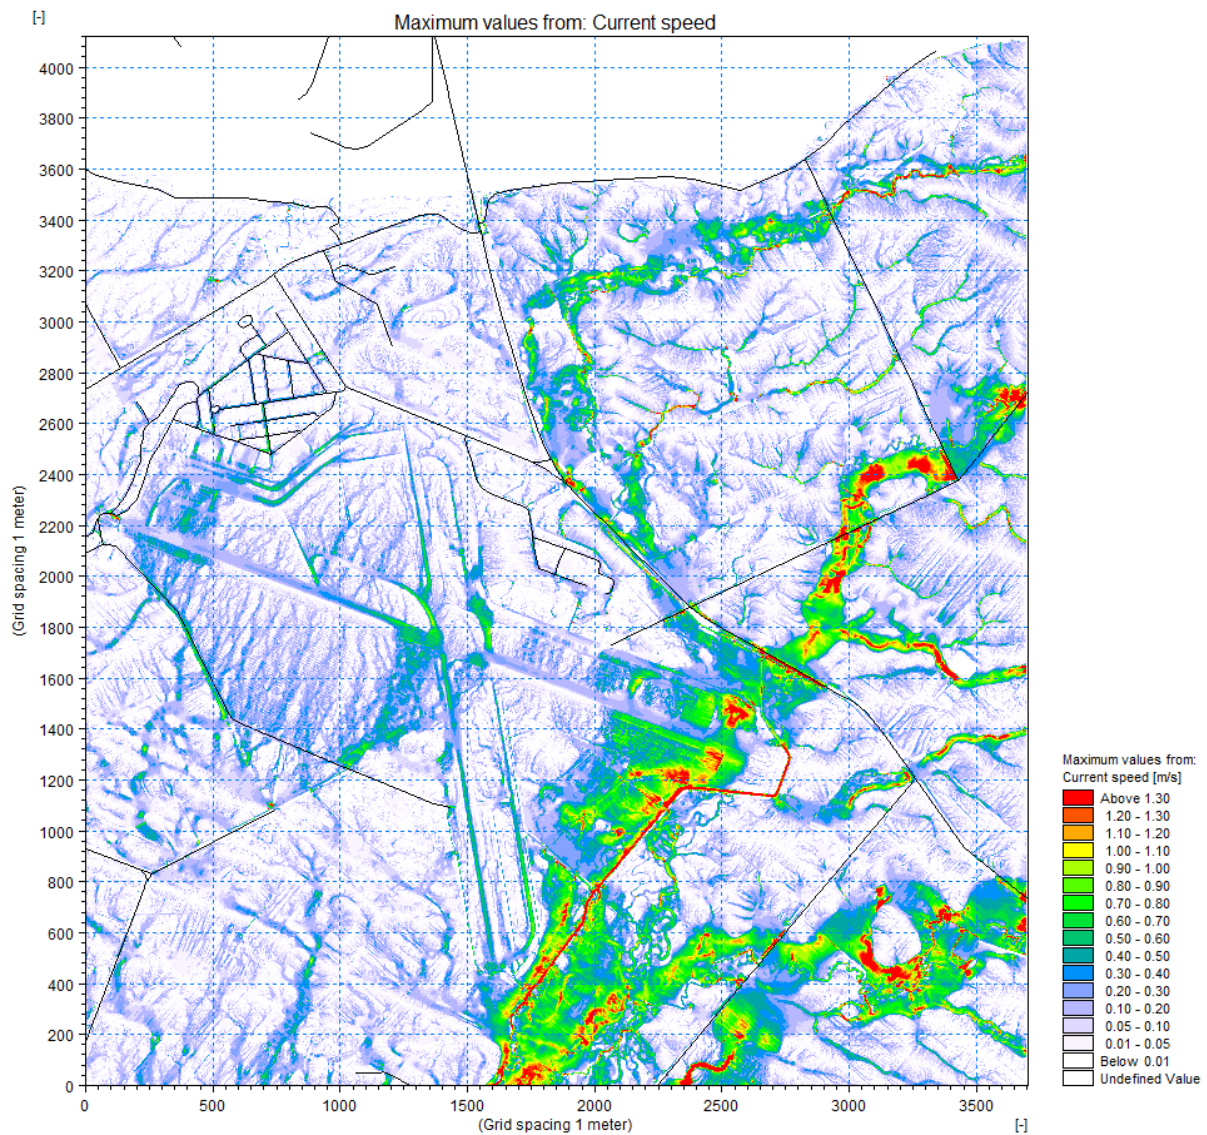 [-]
Maximum values from: Current speed
4000
3800
3600
3400
3200
3000
2800
2600
2400
2200
2000
1800
1600
1400
1200
1000
800
600
400
200
0
(Grid spacing 1 meter)
0 500 1000 1500 2000 2500 3000 3500
(Grid spacing 1 meter) [-]
Maximum values from:
Current speed [m/s]
Above 1.30
1.20 - 1.30
1.10 - 1.20
1.00 - 1.10
0.90 - 1.00
0.80 - 0.90
0.70 - 0.80
0.60 - 0.70
0.50 - 0.60
0.40 - 0.50
0.30 - 0.40
0.20 - 0.30
0.10 - 0.20
0.05 - 0.10
0.01 - 0.05
Below 0.01
Undefined Value